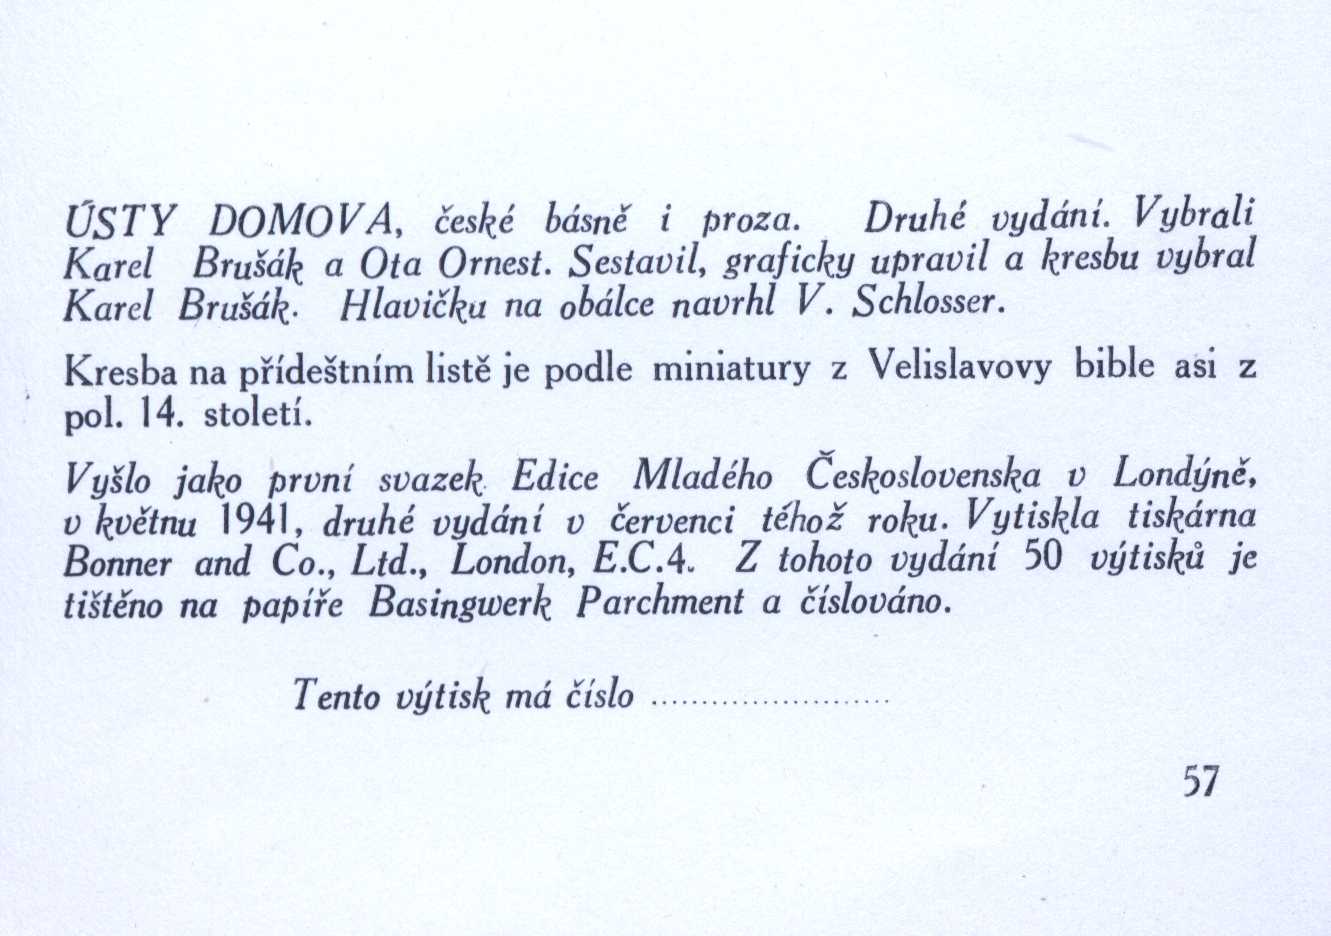 ÚSTY DOMOVA, české básně i proza. Druhé vydání. Vybrali
Karel Brušák a Ota Ornest. Sestavil, graficky upravil a kresbu vybral
Karel Brušák. Hlavičku na obálce navrhl V. Schlosser.
Kresba na přídeštním listě je podle miniatury z Velislavovy bible asi z
pol. 14. století.
Vyšlo jako první svazek Edice Mladého Československa v Londýně,
v květnu 1941, druhé vydání v červenci téhož roku. Vytiskla tiskárna
Bonner and Co., Ltd., London, E.C.4. Z tohoto vydání 50 výtisků je
tištěno na papíře Basingwerk Parchment a číslováno.
Tento výtisk má číslo ........................
57